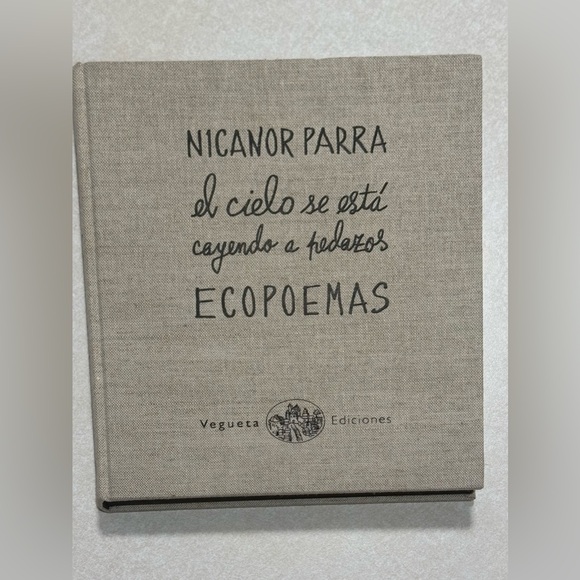 NICANOR PARRA
el cielo se está
cayendo a pedazos
ECOPOEMAS
Vegueta Ediciones